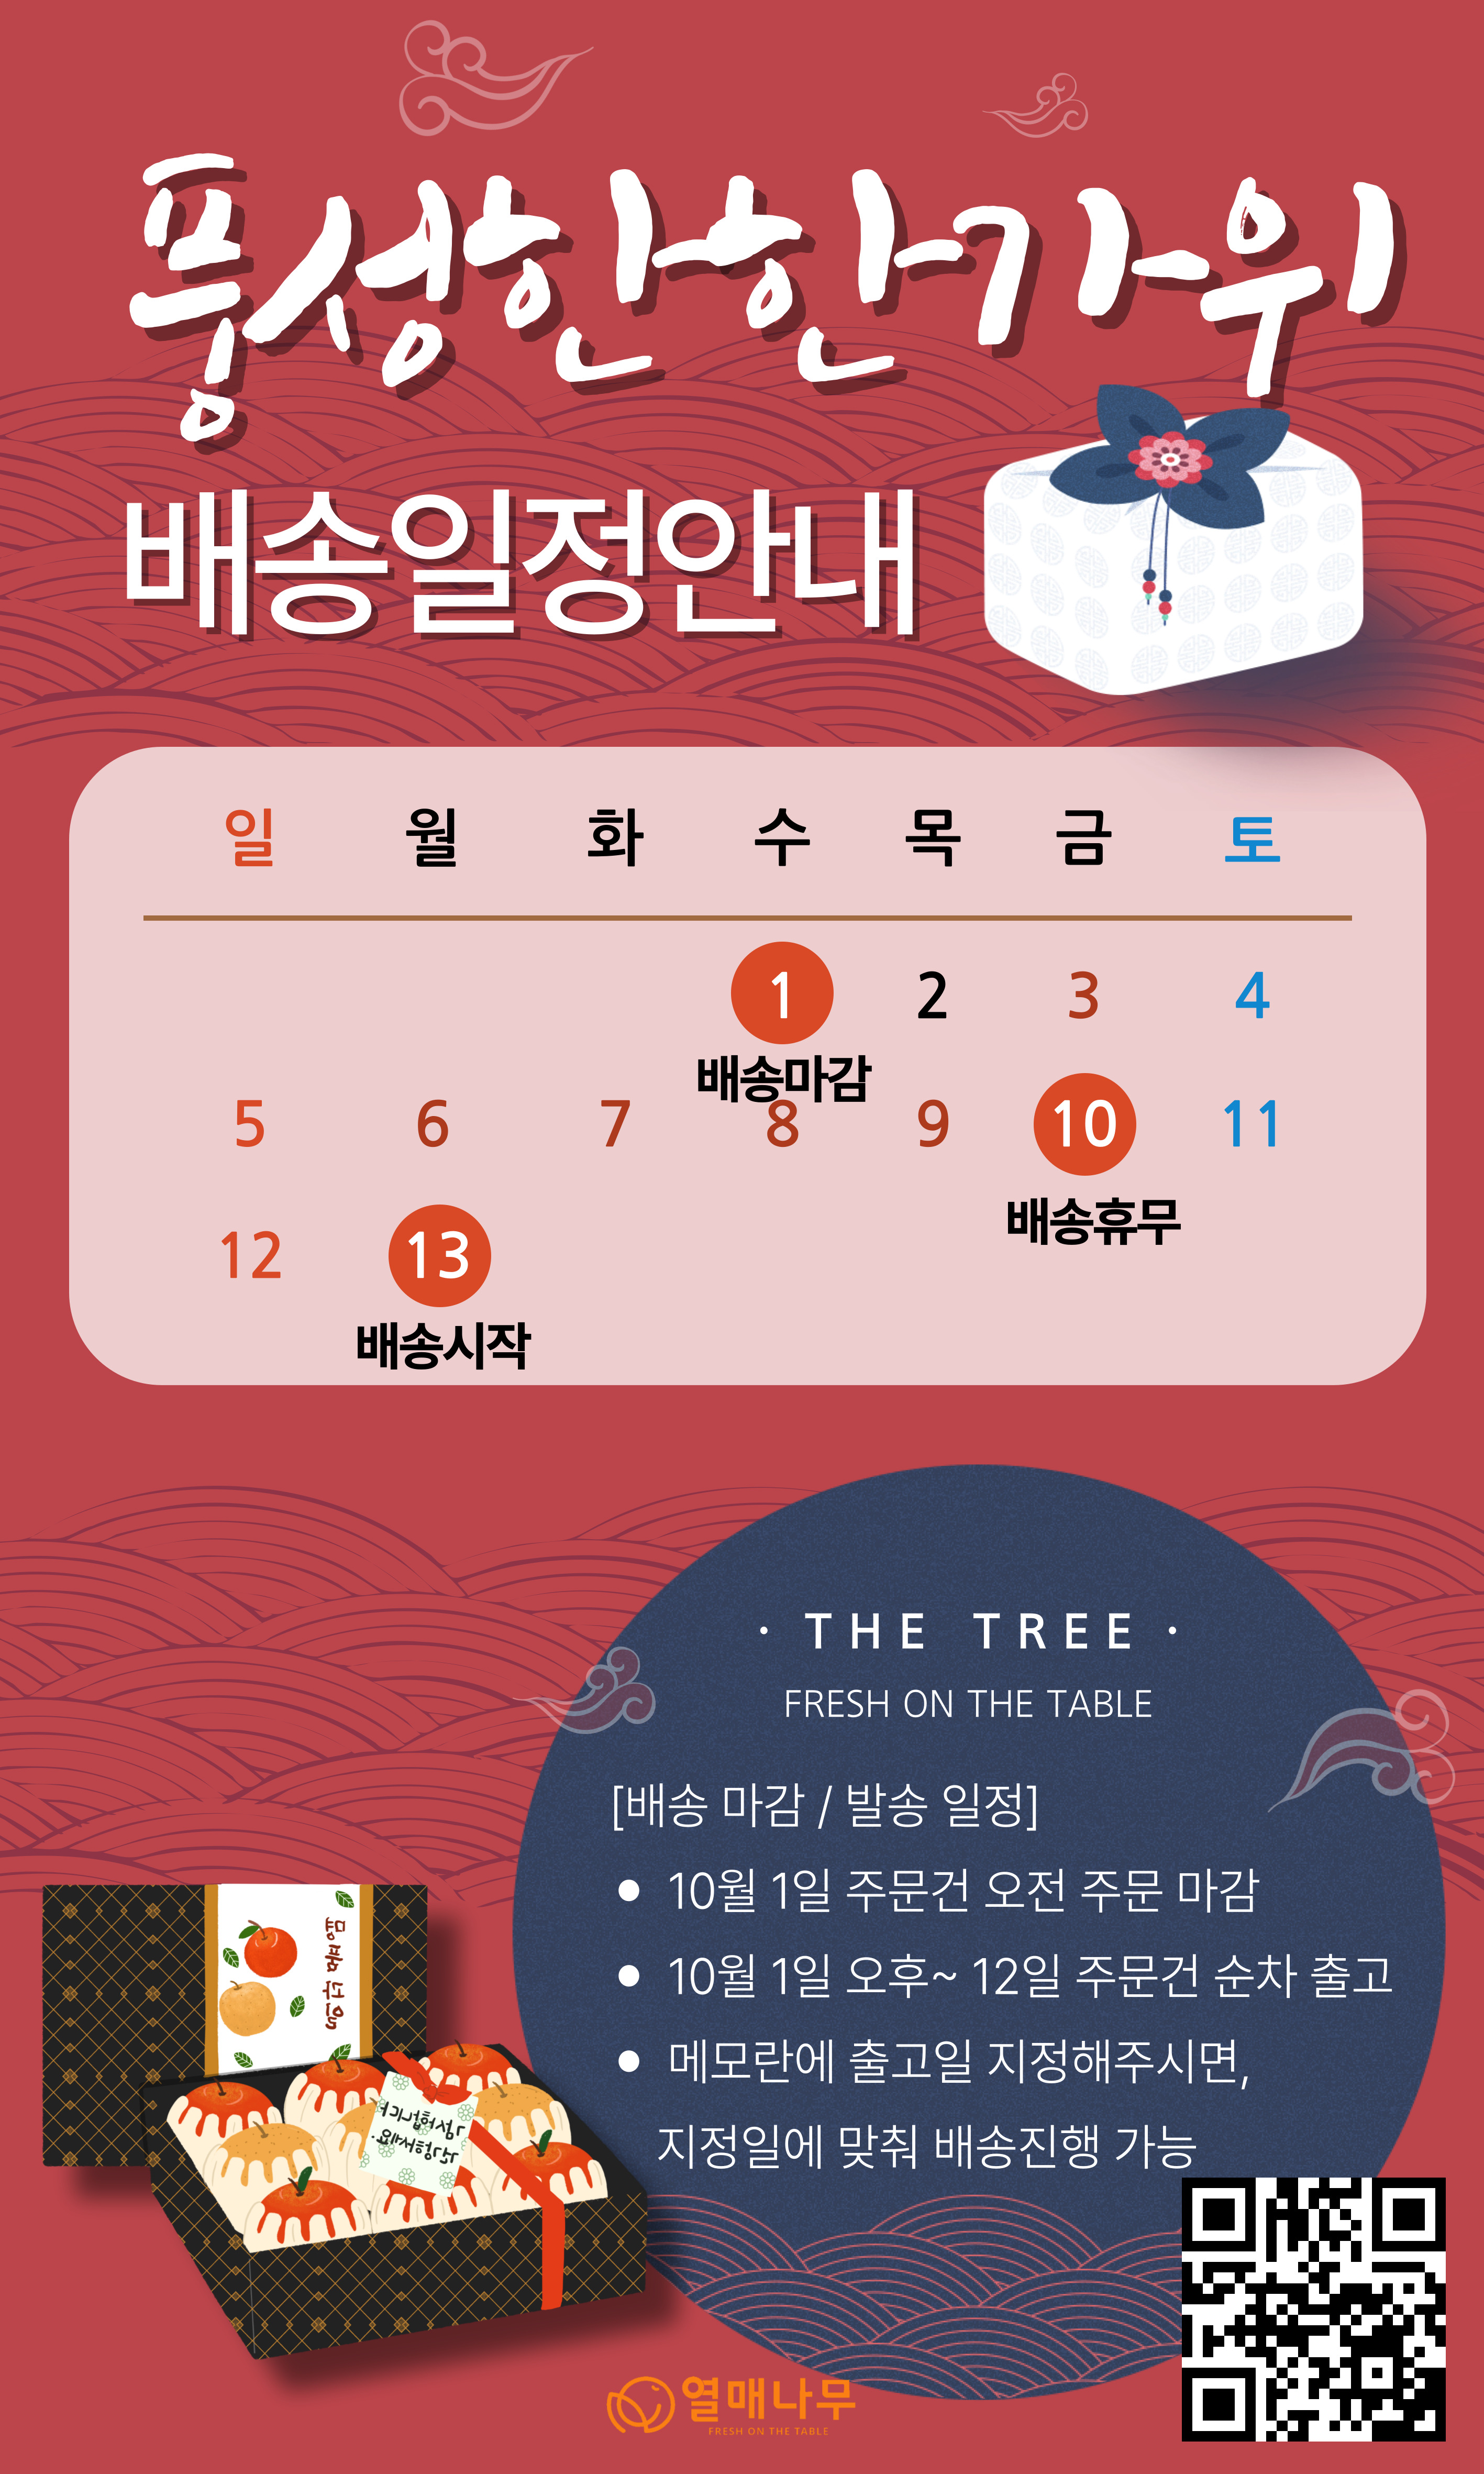 풍성한 한가위
배송일정안내
일 월 화 수 목 금 토
1 2 3 4
배송마감
5 6 7 8 9 10 11
배송휴무
12 13
배송시작
· THE TREE ·
FRESH ON THE TABLE
[배송 마감 / 발송 일정]
● 10월 1일 주문건 오전 주문 마감
● 10월 1일 오후~ 12일 주문건 순차 출고
● 메모란에 출고일 지정해주시면,
지정일에 맞춰 배송진행 가능
열매나무
FRESH ON THE TABLE